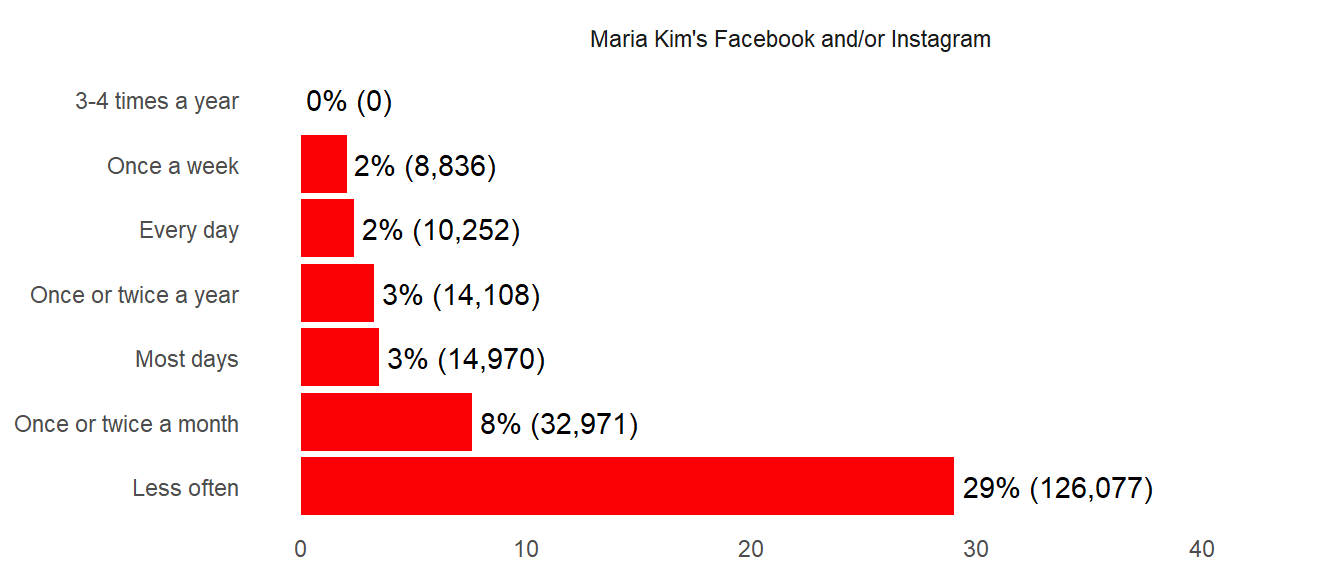 Maria Kim's Facebook and/or Instagram
3-4 times a year 0% (0)
Once a week 2% (8,836)
Every day 2% (10,252)
Once or twice a year 3% (14,108)
Most days 3% (14,970)
Once or twice a month 8% (32,971)
Less often 29% (126,077)
0 10 20 30 40